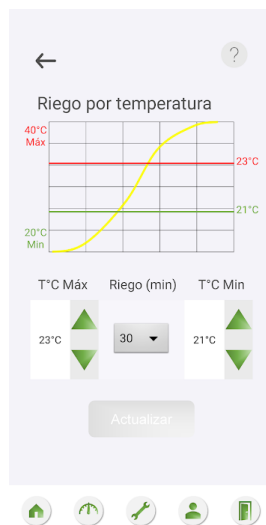 ?
Riego por temperatura
40°C
Máx
23°C
21°C
20°C
Min
T°C Máx Riego (min) T°C Min
23°C 30 21°C
Actualizar